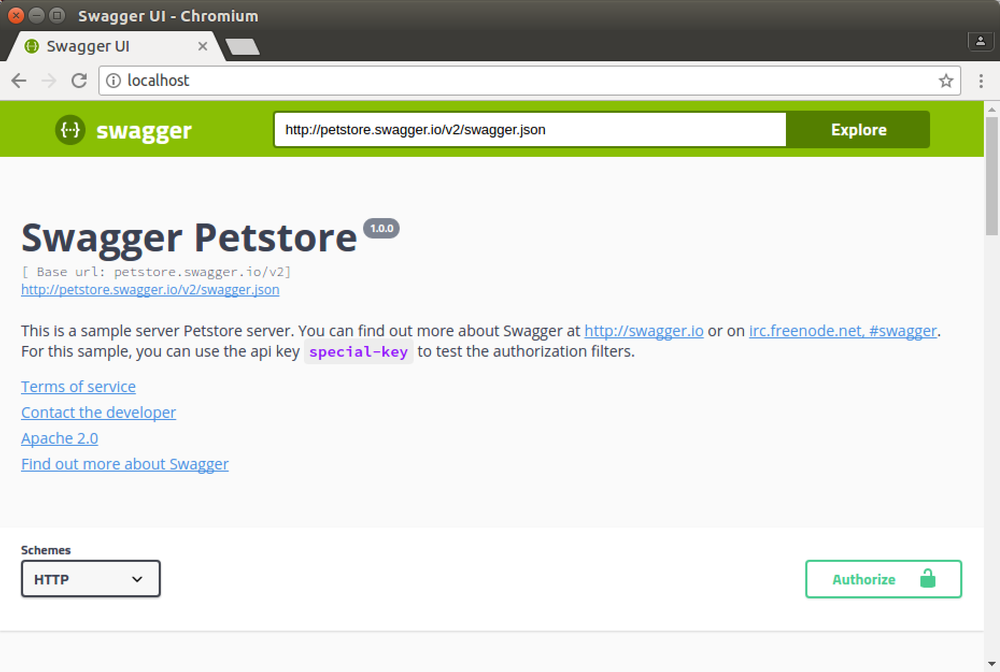 Swagger UI - Chromium
Swagger UI
localhost
{...} swagger
http://petstore.swagger.io/v2/swagger.json
Explore
Swagger Petstore 1.0.0
[ Base url: petstore.swagger.io/v2]
http://petstore.swagger.io/v2/swagger.json
This is a sample server Petstore server. You can find out more about Swagger at http://swagger.io or on irc.freenode.net, #swagger.
For this sample, you can use the api key special-key to test the authorization filters.
Terms of service
Contact the developer
Apache 2.0
Find out more about Swagger
Schemes
HTTP
Authorize